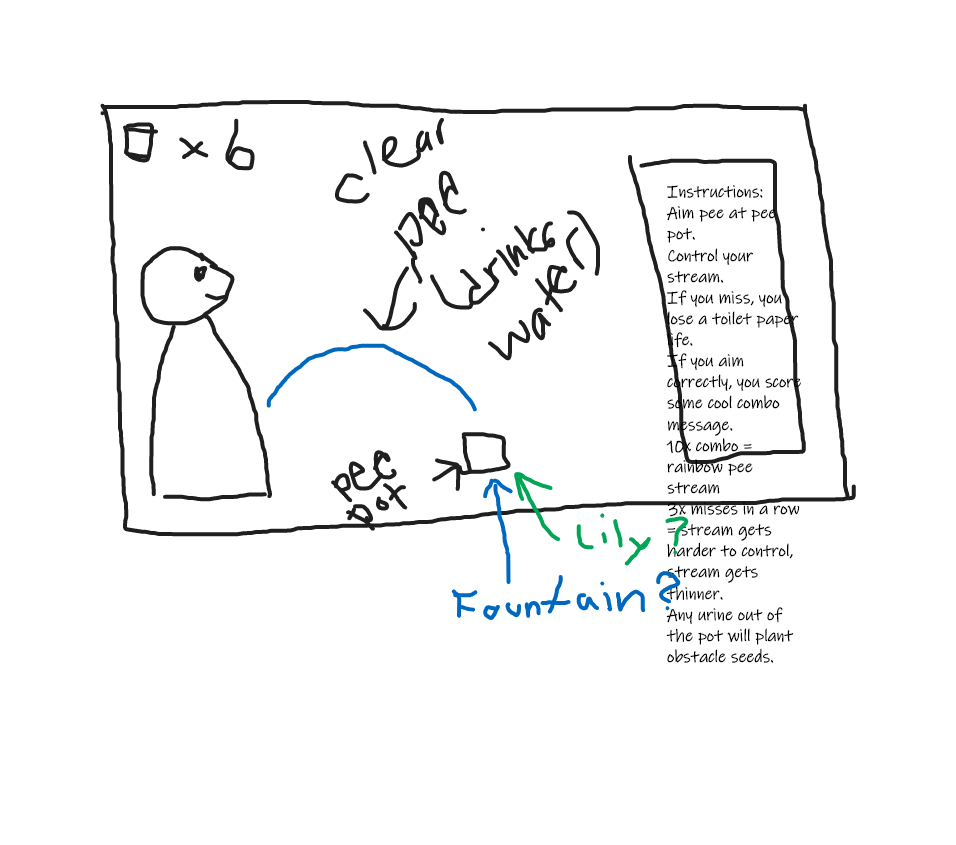 x 6
clear
pee
(drinks
water)
Instructions:
Aim pee at pee
pot.
Control your
stream.
If you miss, you
lose a toilet paper
life.
If you aim
correctly, you score
some cool combo
message.
10x combo =
rainbow pee
stream
3x misses in a row
= stream gets
harder to control,
stream gets
thinner.
Any urine out of
the pot will plant
obstacle seeds.
pee
pot
Lily?
Fountain?